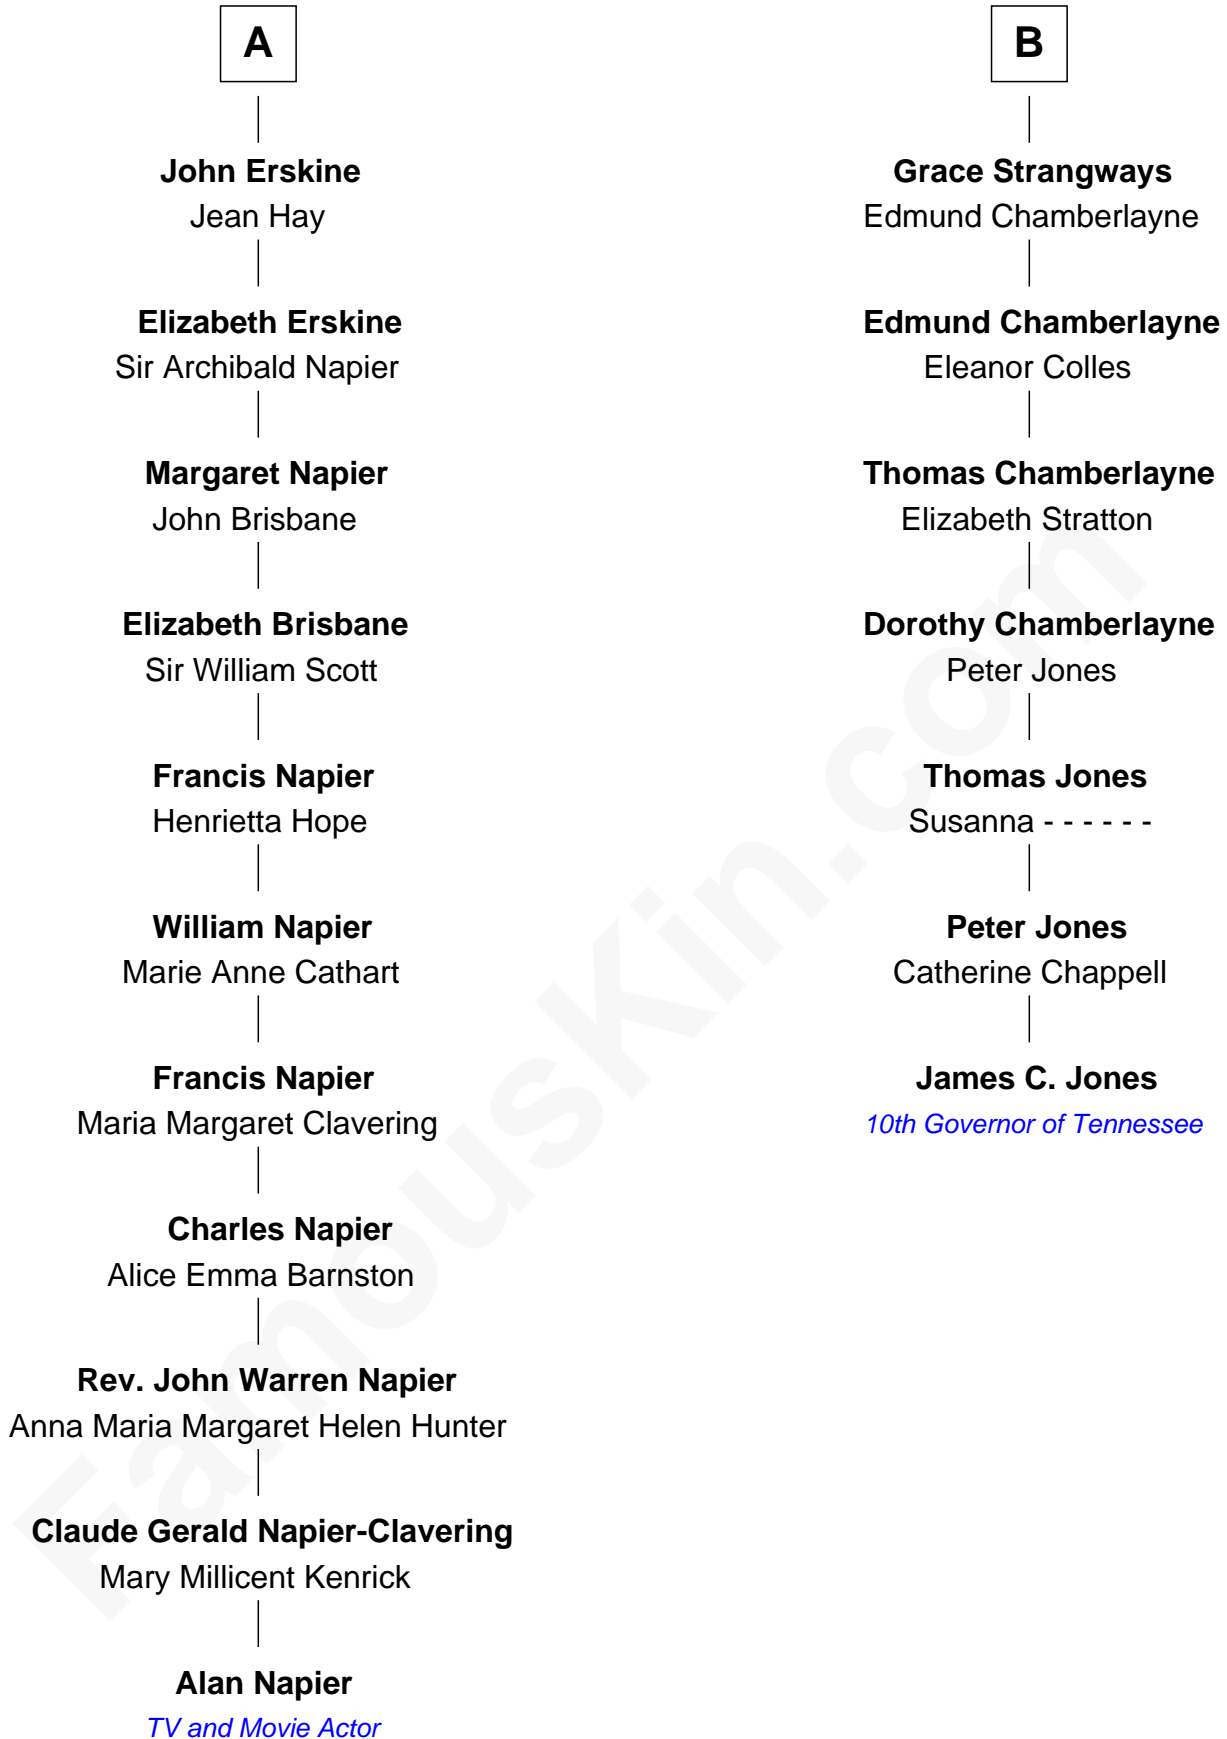 A
John Erskine
Jean Hay
Elizabeth Erskine
Sir Archibald Napier
Margaret Napier
John Brisbane
Elizabeth Brisbane
Sir William Scott
Francis Napier
Henrietta Hope
William Napier
Marie Anne Cathart
Francis Napier
Maria Margaret Clavering
Charles Napier
Alice Emma Barnston
Rev. John Warren Napier
Anna Maria Margaret Helen Hunter
Claude Gerald Napier-Clavering
Mary Millicent Kenrick
Alan Napier
TV and Movie Actor
B
Grace Strangways
Edmund Chamberlayne
Edmund Chamberlayne
Eleanor Colles
Thomas Chamberlayne
Elizabeth Stratton
Dorothy Chamberlayne
Peter Jones
Thomas Jones
Susanna - - - - - -
Peter Jones
Catherine Chappell
James C. Jones
10th Governor of Tennessee
FamousKin.com